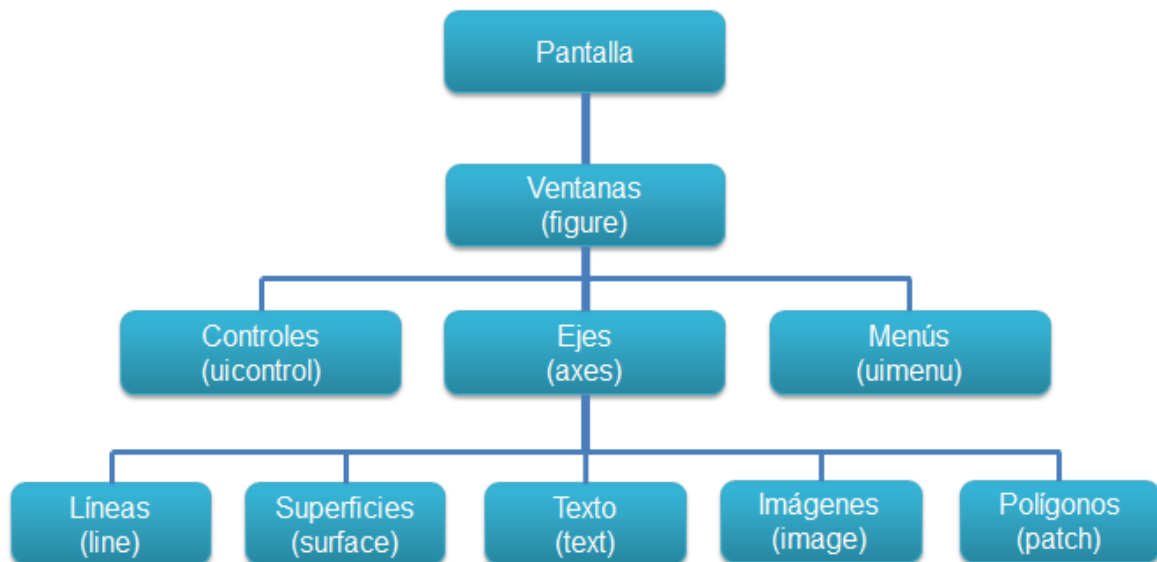 Pantalla
Ventanas
(figure)
Controles
(uicontrol)
Ejes
(axes)
Menús
(uimenu)
Líneas
(line)
Superficies
(surface)
Texto
(text)
Imágenes
(image)
Polígonos
(patch)